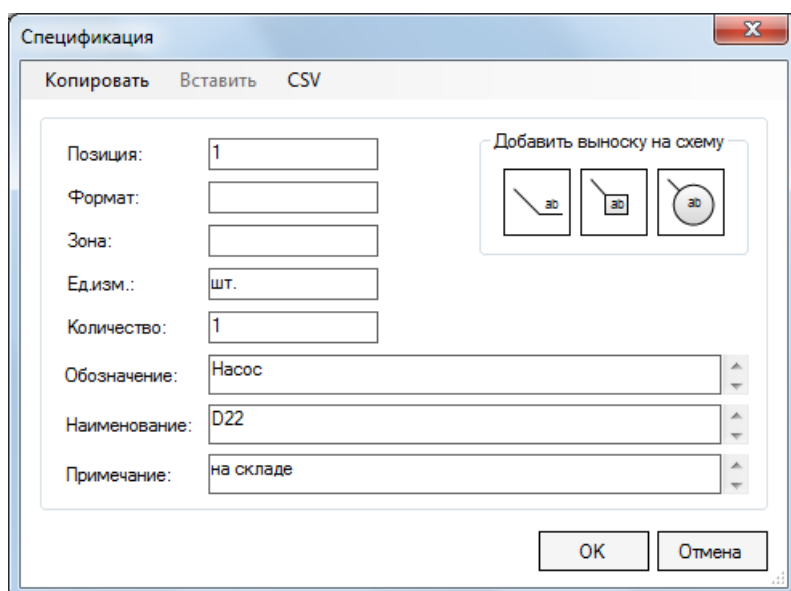 Спецификация
Копировать Вставить CSV
Позиция: 1
Добавить выноску на схему
Формат:
ab ab ab
Зона:
Ед.изм.: шт.
Количество: 1
Обозначение: Насос
Наименование: D22
Примечание: на складе
OK Отмена